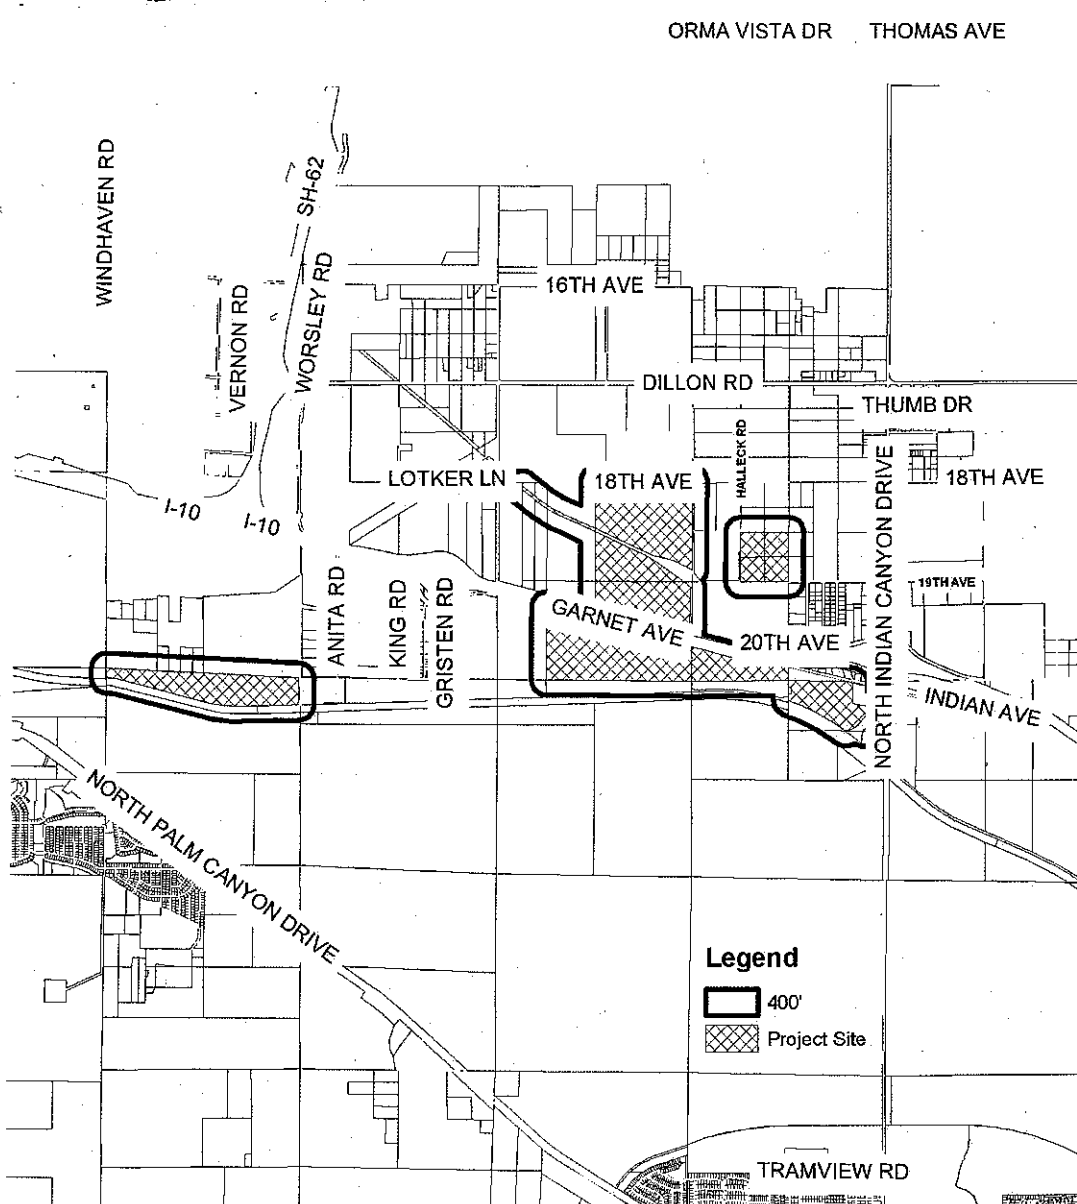 ORMA VISTA DR THOMAS AVE
WINDHAVEN RD
SH-62
WORSLEY RD
VERNON RD
16TH AVE
DILLON RD
THUMB DR
HALLECK RD
LOTKER LN
18TH AVE
18TH AVE
I-10
I-10
NORTH INDIAN CANYON DRIVE
19TH AVE
ANITA RD
KING RD
GRISTEN RD
GARNET AVE
20TH AVE
INDIAN AVE
NORTH PALM CANYON DRIVE
Legend
400'
Project Site
TRAMVIEW RD